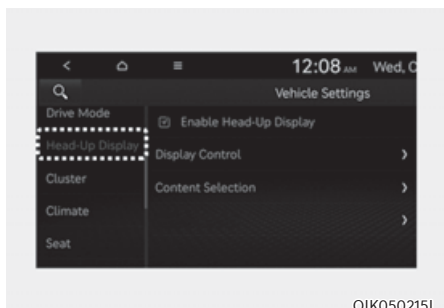 12:08 AM Wed, O
Vehicle Settings
Drive Mode
Enable Head-Up Display
Head-Up Display
Display Control
Cluster
Content Selection
Climate
Seat
OIK050215L